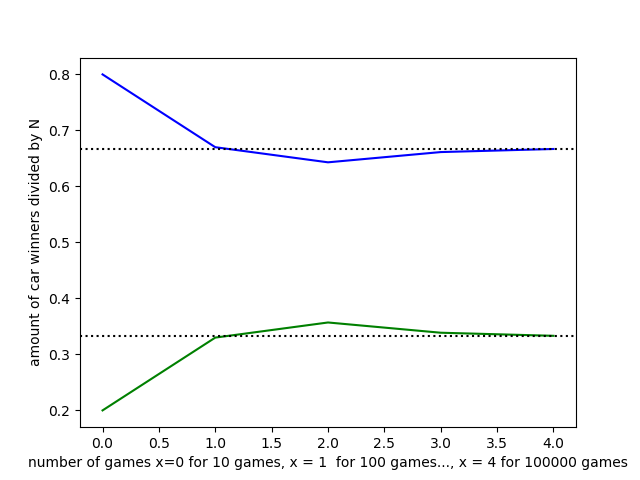 amount of car winners divided by N
0.8
0.7
0.6
0.5
0.4
0.3
0.2
0.0 0.5 1.0 1.5 2.0 2.5 3.0 3.5 4.0
number of games x=0 for 10 games, x = 1  for 100 games..., x = 4 for 100000 games